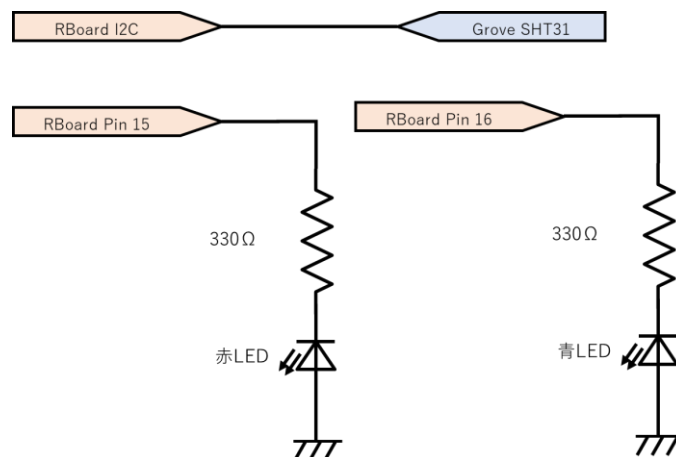 RBoard I2C
Grove SHT31
RBoard Pin 15
RBoard Pin 16
330Ω
330Ω
赤LED
青LED